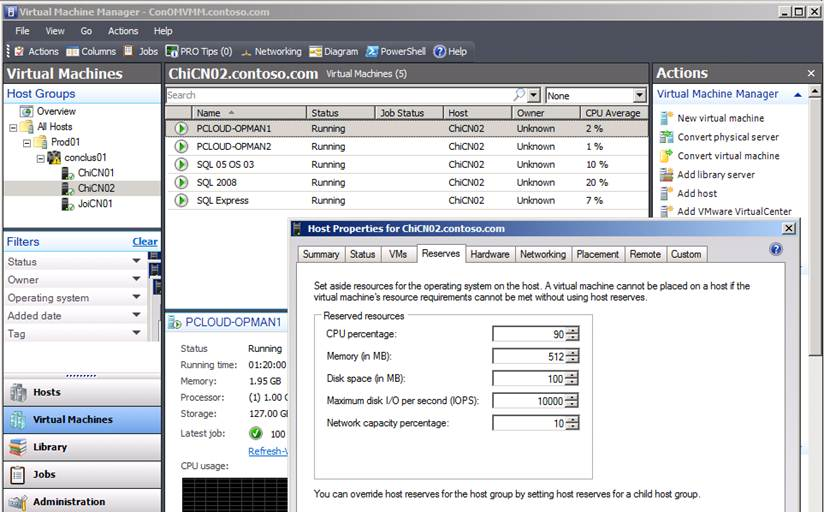 Virtual Machine Manager - ConOMVMM.contoso.com
File View Go Actions Help
Actions Columns Jobs PRO Tips (0) Networking Diagram PowerShell Help
Virtual Machines
Host Groups
Overview
All Hosts
Prod01
conclus01
ChiCN01
ChiCN02
JoiCN01
Filters Clear
Status
Owner
Operating system
Added date
Tag
Hosts
Virtual Machines
Library
Jobs
Administration
ChiCN02.contoso.com Virtual Machines (5)
Search None
Name Status Job Status Host Owner CPU Average
PCLOUD-OPMAN1 Running ChiCN02 Unknown 2 %
PCLOUD-OPMAN2 Running ChiCN02 Unknown 1 %
SQL 05 OS 03 Running ChiCN02 Unknown 10 %
SQL 2008 Running ChiCN02 Unknown 20 %
SQL Express Running ChiCN02 Unknown 7 %
PCLOUD-OPMAN1
Status Running
Running time: 01:20:00
Memory: 1.95 GB
Processor: (1) 1.00
Storage: 127.00
Latest job: 100
Refresh-
CPU usage:
Actions
Virtual Machine Manager
New virtual machine
Convert physical server
Convert virtual machine
Add library server
Add host
Add VMware VirtualCenter
Host Properties for ChiCN02.contoso.com
Summary Status VMs Reserves Hardware Networking Placement Remote Custom
Set aside resources for the operating system on the host. A virtual machine cannot be placed on a host if the
virtual machine's resource requirements cannot be met without using host reserves.
Reserved resources
CPU percentage: 90
Memory (in MB): 512
Disk space (in MB): 100
Maximum disk I/O per second (IOPS): 10000
Network capacity percentage: 10
You can override host reserves for the host group by setting host reserves for a child host group.